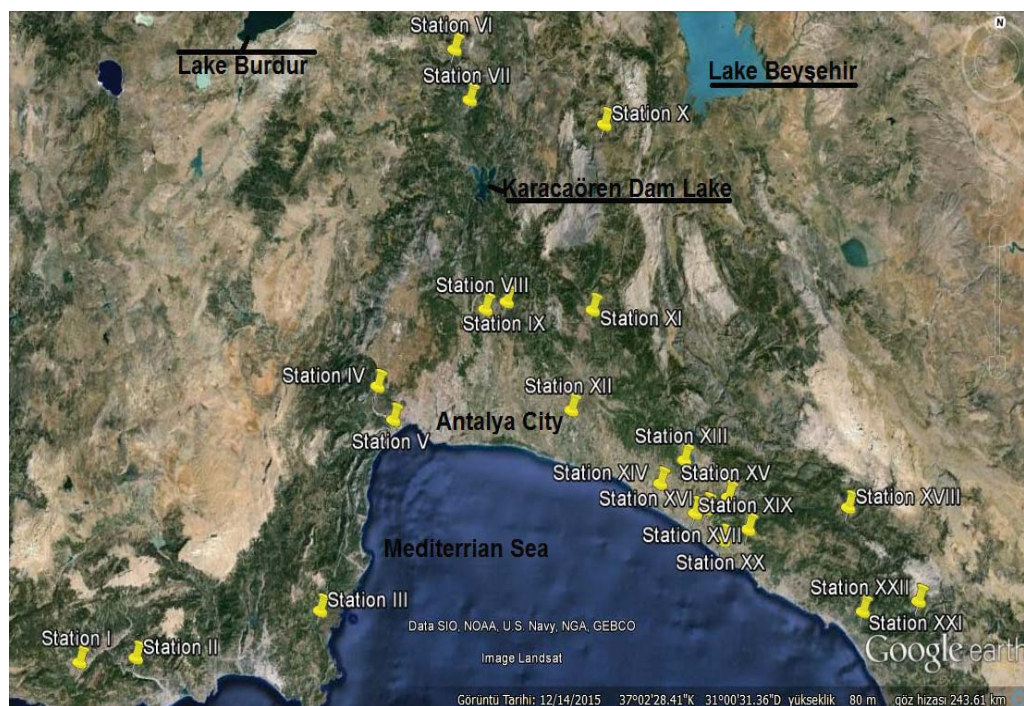 Station VI
N
Lake Burdur
Station VII
Lake Beyşehir
Station X
Karacaören Dam Lake
Station VIII
Station IX
Station XI
Station IV
Station XII
Antalya City
Station V
Station XIII
Station XIV
Station XV
Station XVI
Station XIX
Station XVIII
Station XVII
Station XX
Mediterrian Sea
Station III
Station XXII
Station XXI
Data SIO, NOAA, U.S. Navy, NGA, GEBCO
Station I
Station II
Image Landsat
Google earth
Görüntü Tarihi: 12/14/2015 37°02'28.41"K 31°00'31.36"D yükseklik 80 m göz hizası 243.61 km